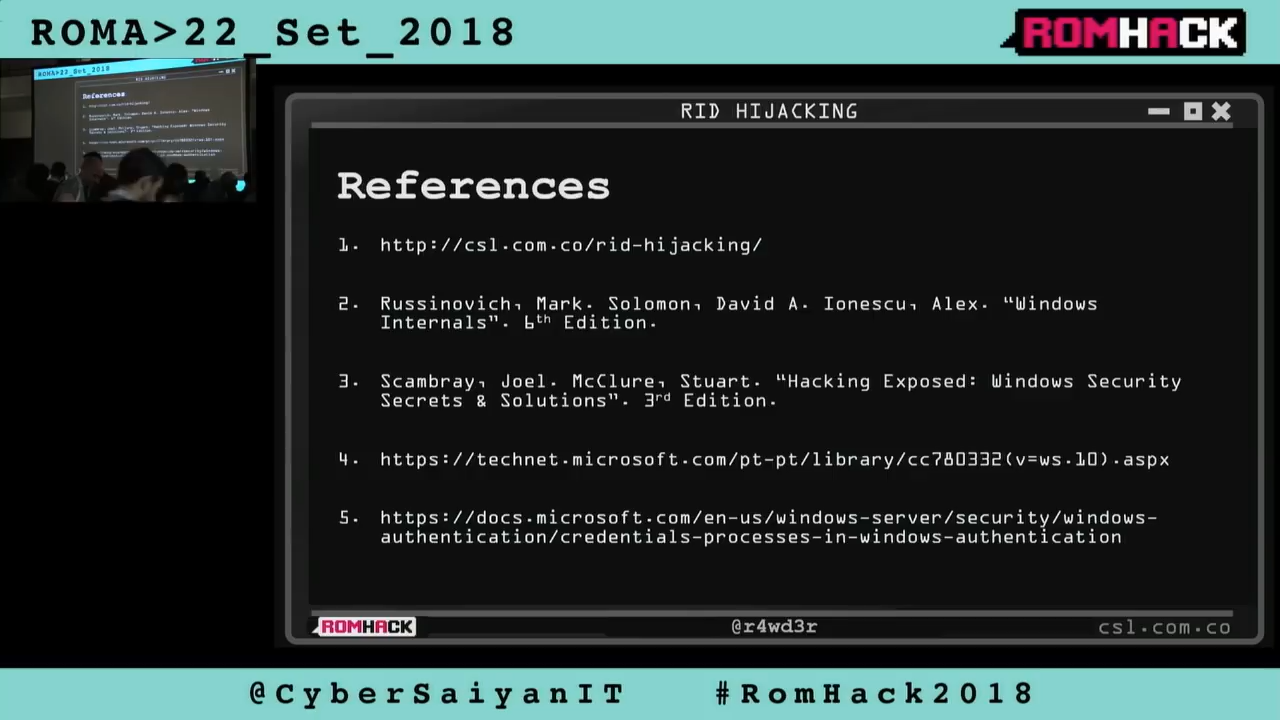 ROMA>22_Set_2018
ROMHACK
RID HIJACKING
References
1. http://csl.com.co/rid-hijacking/
2. Russinovich, Mark. Solomon, David A. Ionescu, Alex. “Windows
Internals”. 6th Edition.
3. Scambray, Joel. McClure, Stuart. “Hacking Exposed: Windows Security
Secrets & Solutions”. 3rd Edition.
4. https://technet.microsoft.com/pt-pt/library/cc780332(v=ws.10).aspx
5. https://docs.microsoft.com/en-us/windows-server/security/windows-
authentication/credentials-processes-in-windows-authentication
ROMHACK
@r4wd3r
csl.com.co
@CyberSaiyanIT #RomHack2018